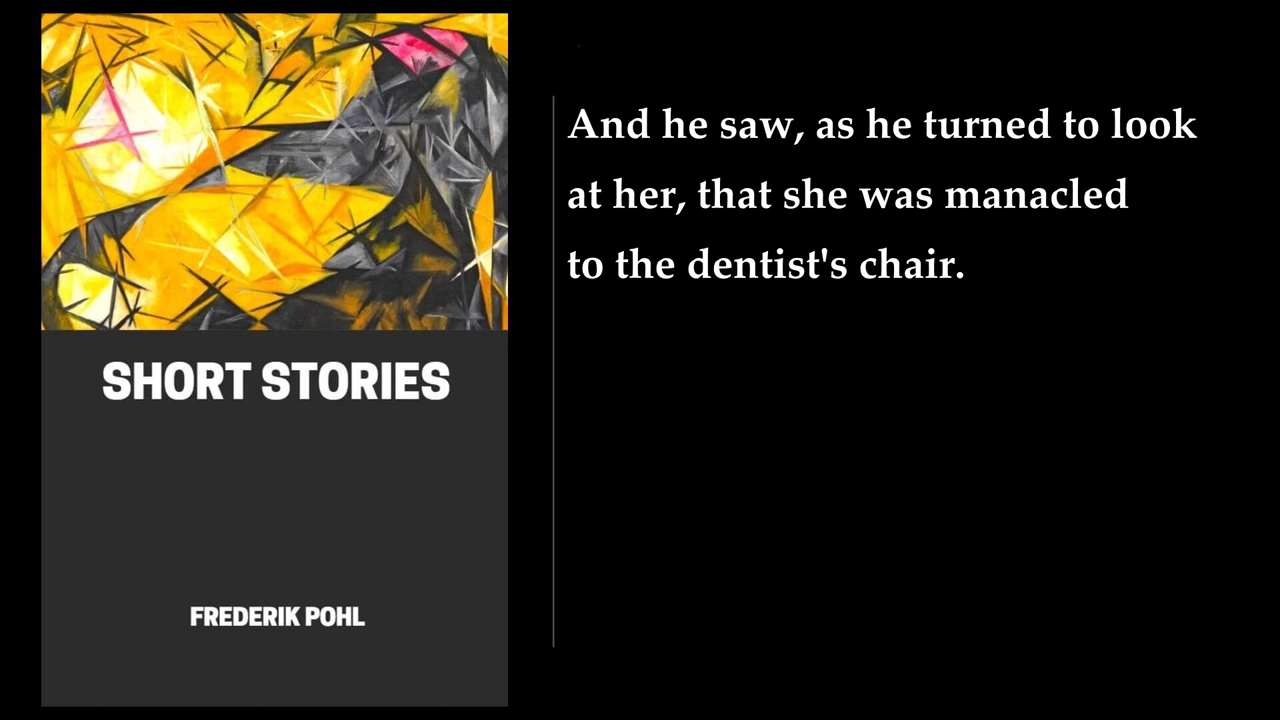 SHORT STORIES
FREDERIK POHL
And he saw, as he turned to look
at her, that she was manacled
to the dentist's chair.